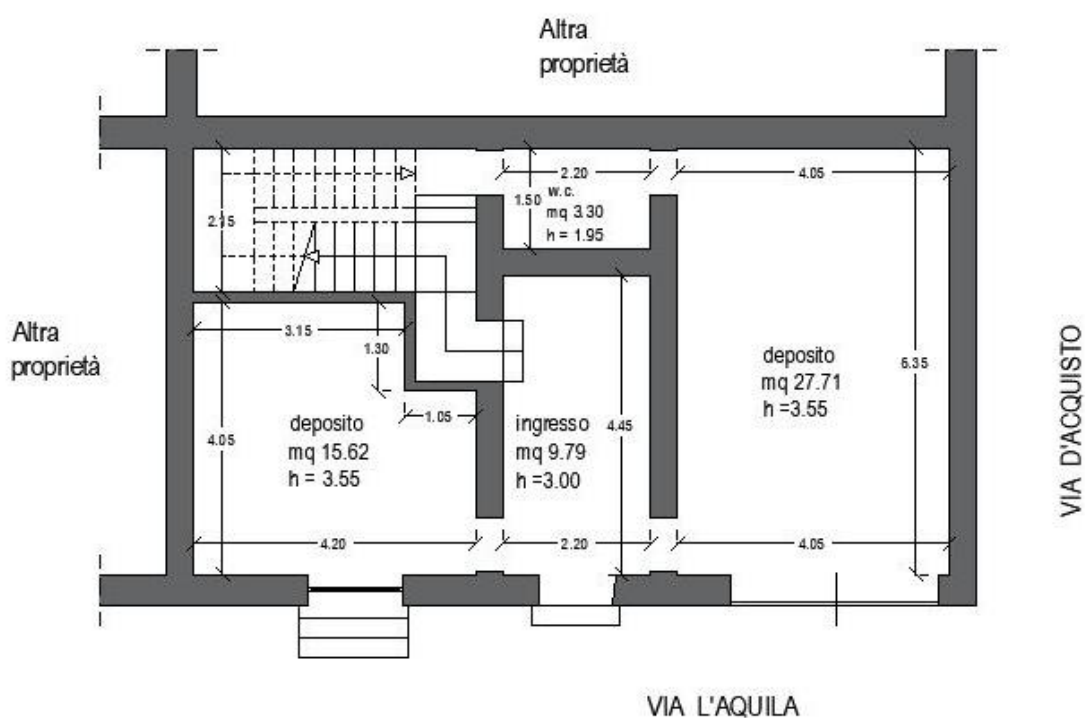 Altra
proprietà
2.20
4.05
w.c.
mq 3.30
h = 1.95
1.50
2.15
Altra
proprietà
3.15
1.30
1.05
4.05
deposito
mq 15.62
h = 3.55
ingresso
mq 9.79
h =3.00
4.45
deposito
mq 27.71
h =3.55
6.35
4.20
2.20
4.05
VIA D'ACQUISTO
VIA L'AQUILA